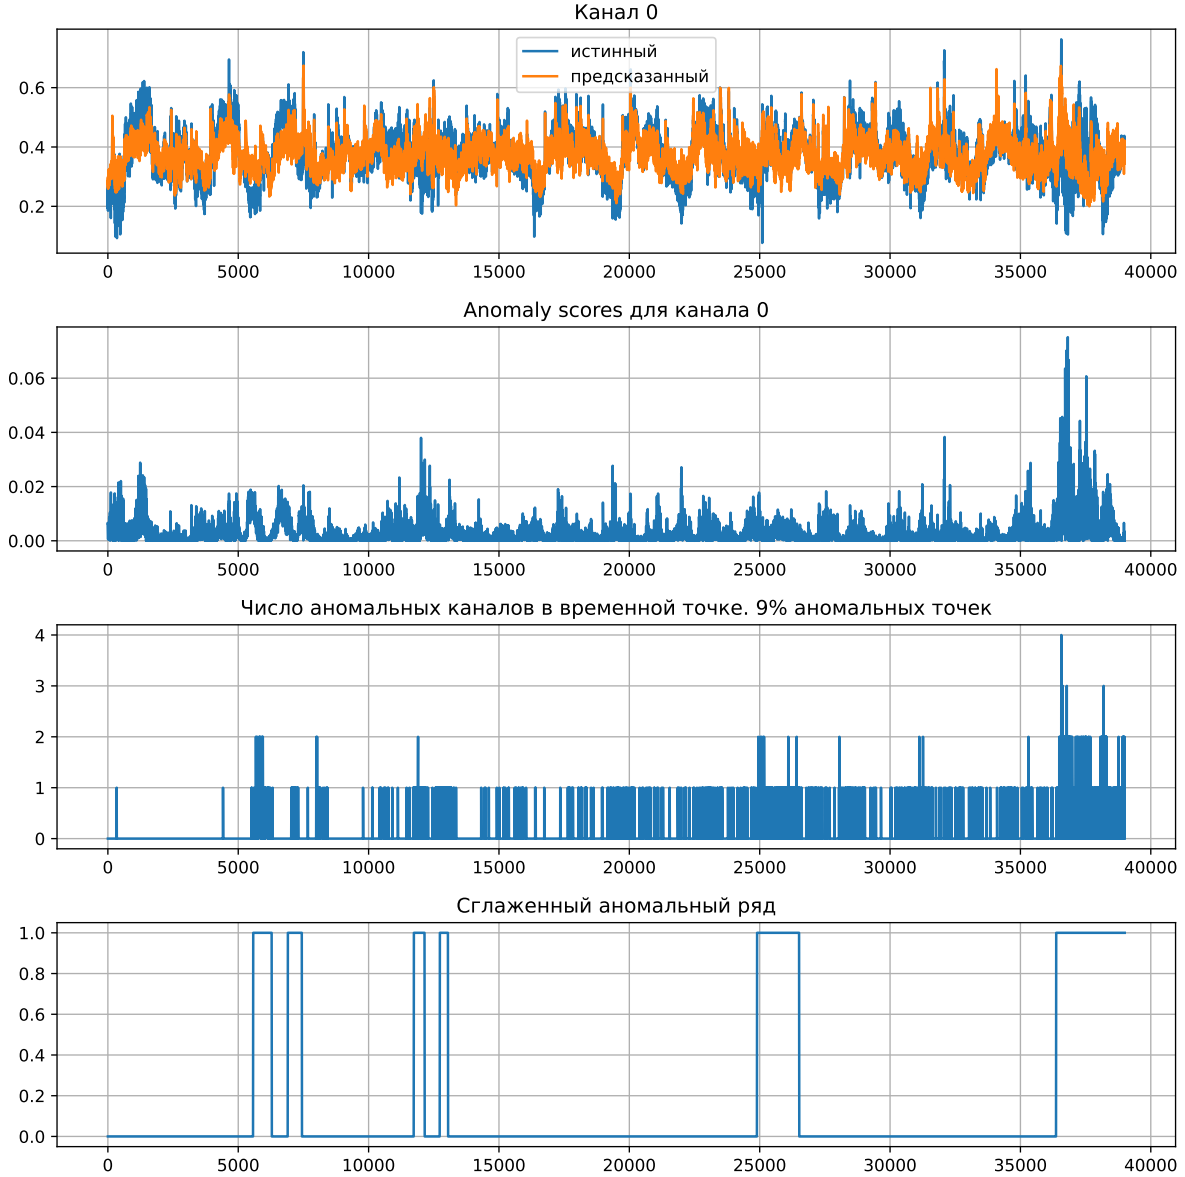 Канал 0
истинный
предсказанный
0.6
0.4
0.2
0 5000 10000 15000 20000 25000 30000 35000 40000
Anomaly scores для канала 0
0.06
0.04
0.02
0.00
0 5000 10000 15000 20000 25000 30000 35000 40000
Число аномальных каналов в временной точке. 9% аномальных точек
4
3
2
1
0
0 5000 10000 15000 20000 25000 30000 35000 40000
Сглаженный аномальный ряд
1.0
0.8
0.6
0.4
0.2
0.0
0 5000 10000 15000 20000 25000 30000 35000 40000